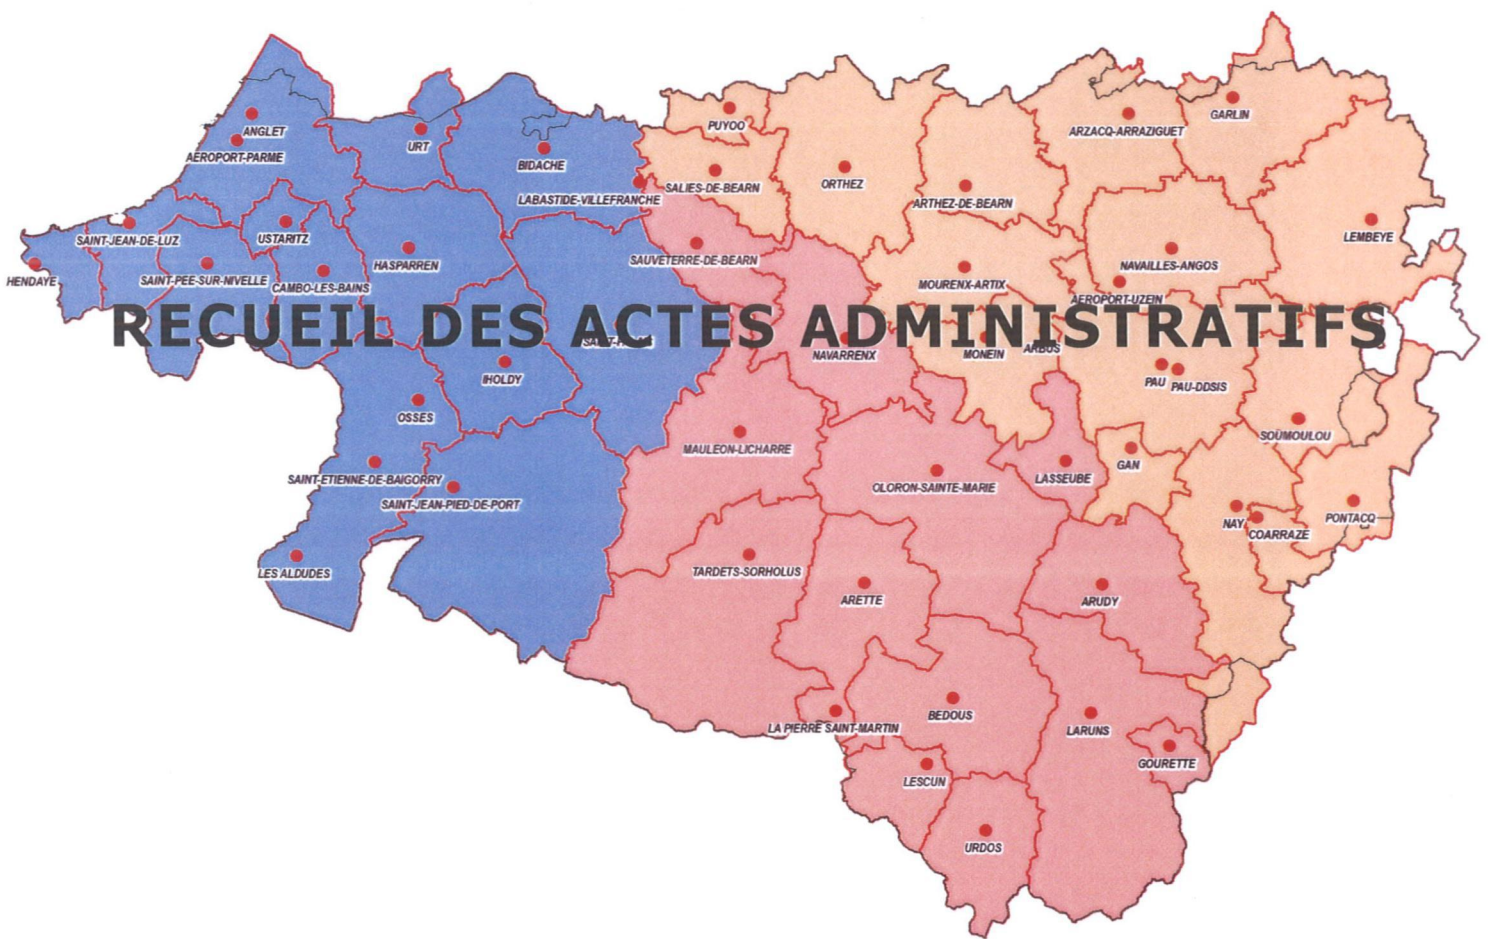 ANGLET
AEROPORT-PARME
URT
BIDACHE
LABASTIDE-VILLEFRANCHE
PUYOO
SALIES-DE-BEARN
ORTHEZ
ARTHEZ-DE-BEARN
ARZACQ-ARRAZIGUET
GARLIN
LEMBEYE
SAINT-JEAN-DE-LUZ
USTARITZ
HENDAYE
SAINT-PEE-SUR-NIVELLE
CAMBO-LES-BAINS
HASPARREN
SAUVETERRE-DE-BEARN
MOURENX-ARTIX
NAVAILLES-ANGOS
AEROPORT-UZEIN
RECUEIL DES ACTES ADMINISTRATIFS
NAVARRENX
MONEIN
ARBUS
IHOLDY
PAU
PAU-DDSIS
OSSES
MAULEON-LICHARRE
SOUMOULOU
SAINT-ETIENNE-DE-BAIGORRY
SAINT-JEAN-PIED-DE-PORT
OLORON-SAINTE-MARIE
LASSEUBE
GAN
NAY
COARRAZE
PONTACQ
LES ALDUDES
TARDETS-SORHOLUS
ARETTE
ARUDY
LA PIERRE SAINT-MARTIN
BEDOUS
LARUNS
GOURETTE
LESCUN
URDOS